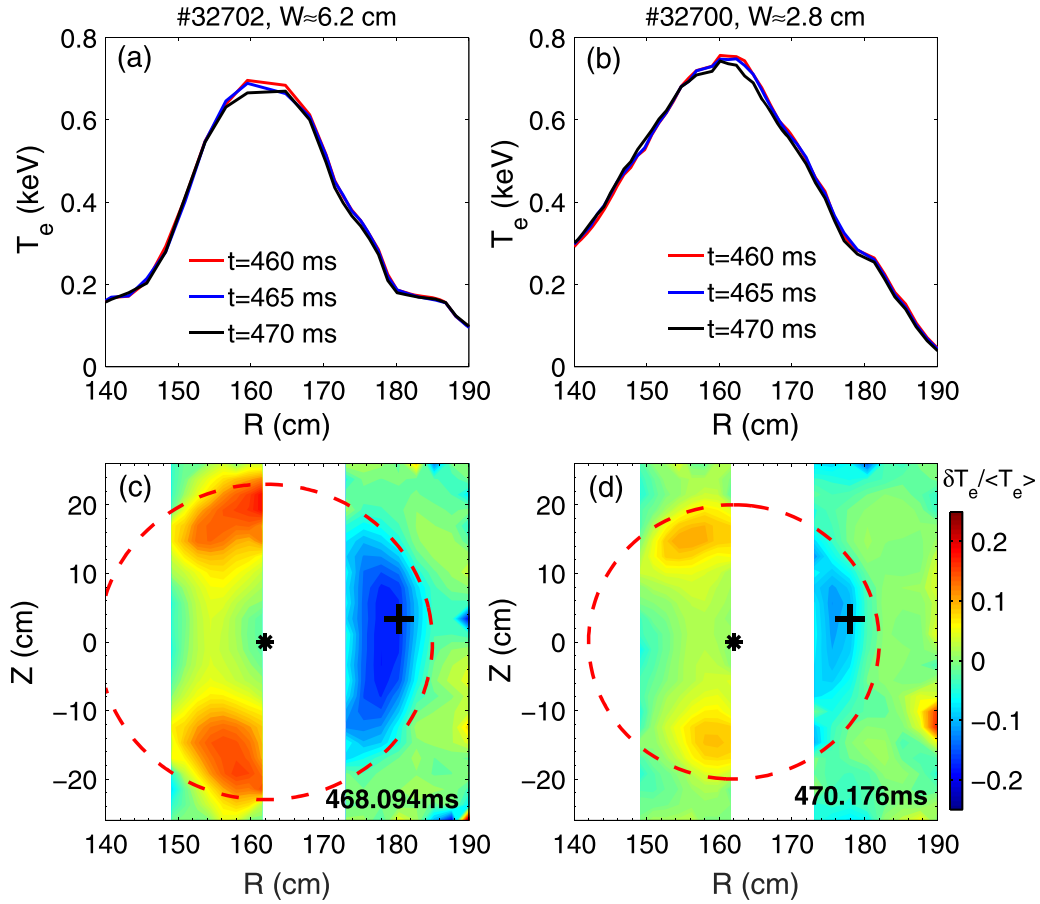 #32702, W≈6.2 cm
#32700, W≈2.8 cm
(a)
0.8
0.6
0.4
0.2
0
T_e (keV)
t=460 ms
t=465 ms
t=470 ms
140 150 160 170 180 190
R (cm)
(b)
0.8
0.6
0.4
0.2
0
T_e (keV)
t=460 ms
t=465 ms
t=470 ms
140 150 160 170 180 190
R (cm)
(c)
20
10
0
−10
−20
Z (cm)
468.094ms
140 150 160 170 180 190
R (cm)
(d)
20
10
0
−10
−20
Z (cm)
470.176ms
140 150 160 170 180 190
R (cm)
δT_e/<T_e>
0.2
0.1
0
−0.1
−0.2